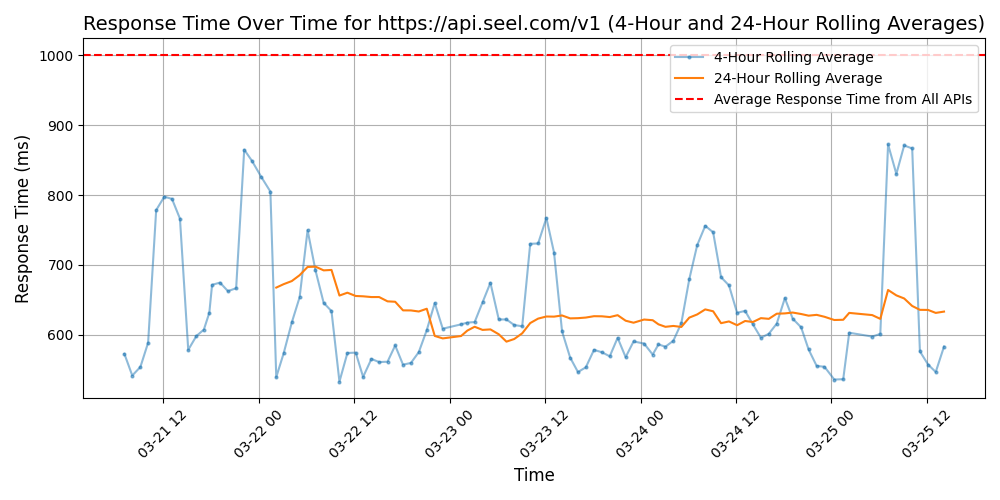 Response Time Over Time for https://api.seel.com/v1 (4-Hour and 24-Hour Rolling Averages)
4-Hour Rolling Average
24-Hour Rolling Average
Average Response Time from All APIs
Response Time (ms)
1000
900
800
700
600
03-21 12
03-22 00
03-22 12
03-23 00
03-23 12
03-24 00
03-24 12
03-25 00
03-25 12
Time